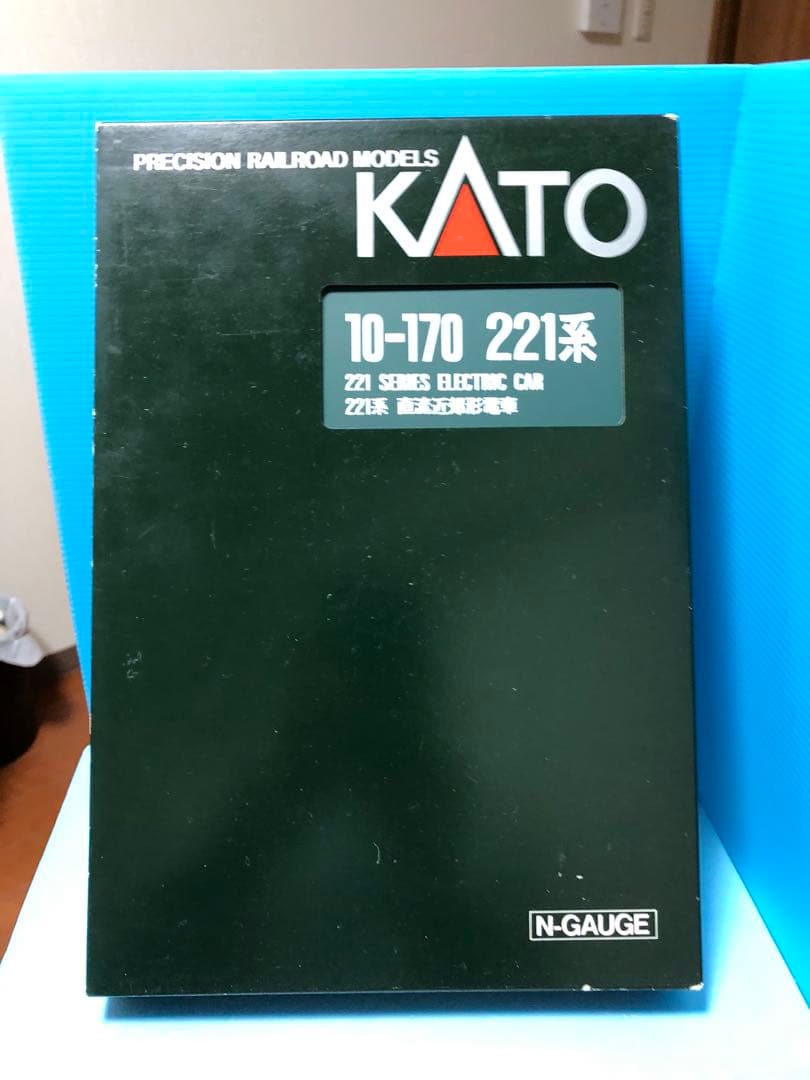 PRECISION RAILROAD MODELS
KATO
10-170 221系
221 SERIES ELECTRIC CAR
221系 直流近郊形電車
N-GAUGE